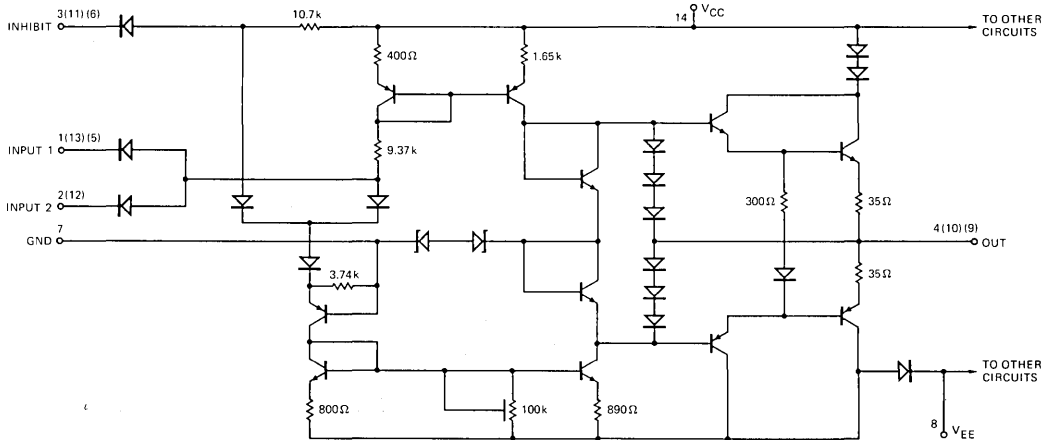 3(11)(6)
INHIBIT
10.7k
VCC
14
TO OTHER
CIRCUITS
400Ω
1.65k
1(13)(5)
INPUT 1
9.37k
2(12)
INPUT 2
300Ω
35Ω
7
GND
4(10)(9)
OUT
3.74k
35Ω
TO OTHER
CIRCUITS
800Ω
100k
890Ω
8
VEE